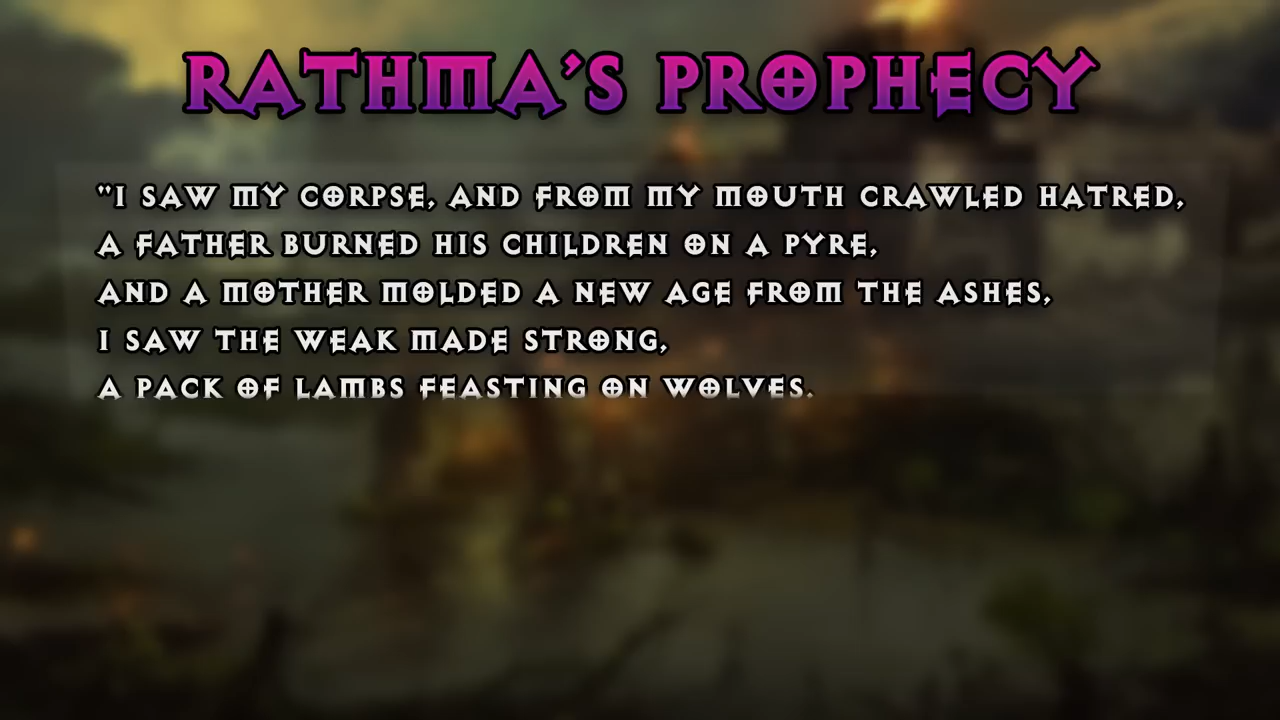 RATHMA'S PROPHECY
"I SAW MY CORPSE, AND FROM MY MOUTH CRAWLED HATRED,
A FATHER BURNED HIS CHILDREN ON A PYRE,
AND A MOTHER MOLDED A NEW AGE FROM THE ASHES,
I SAW THE WEAK MADE STRONG,
A PACK OF LAMBS FEASTING ON WOLVES.